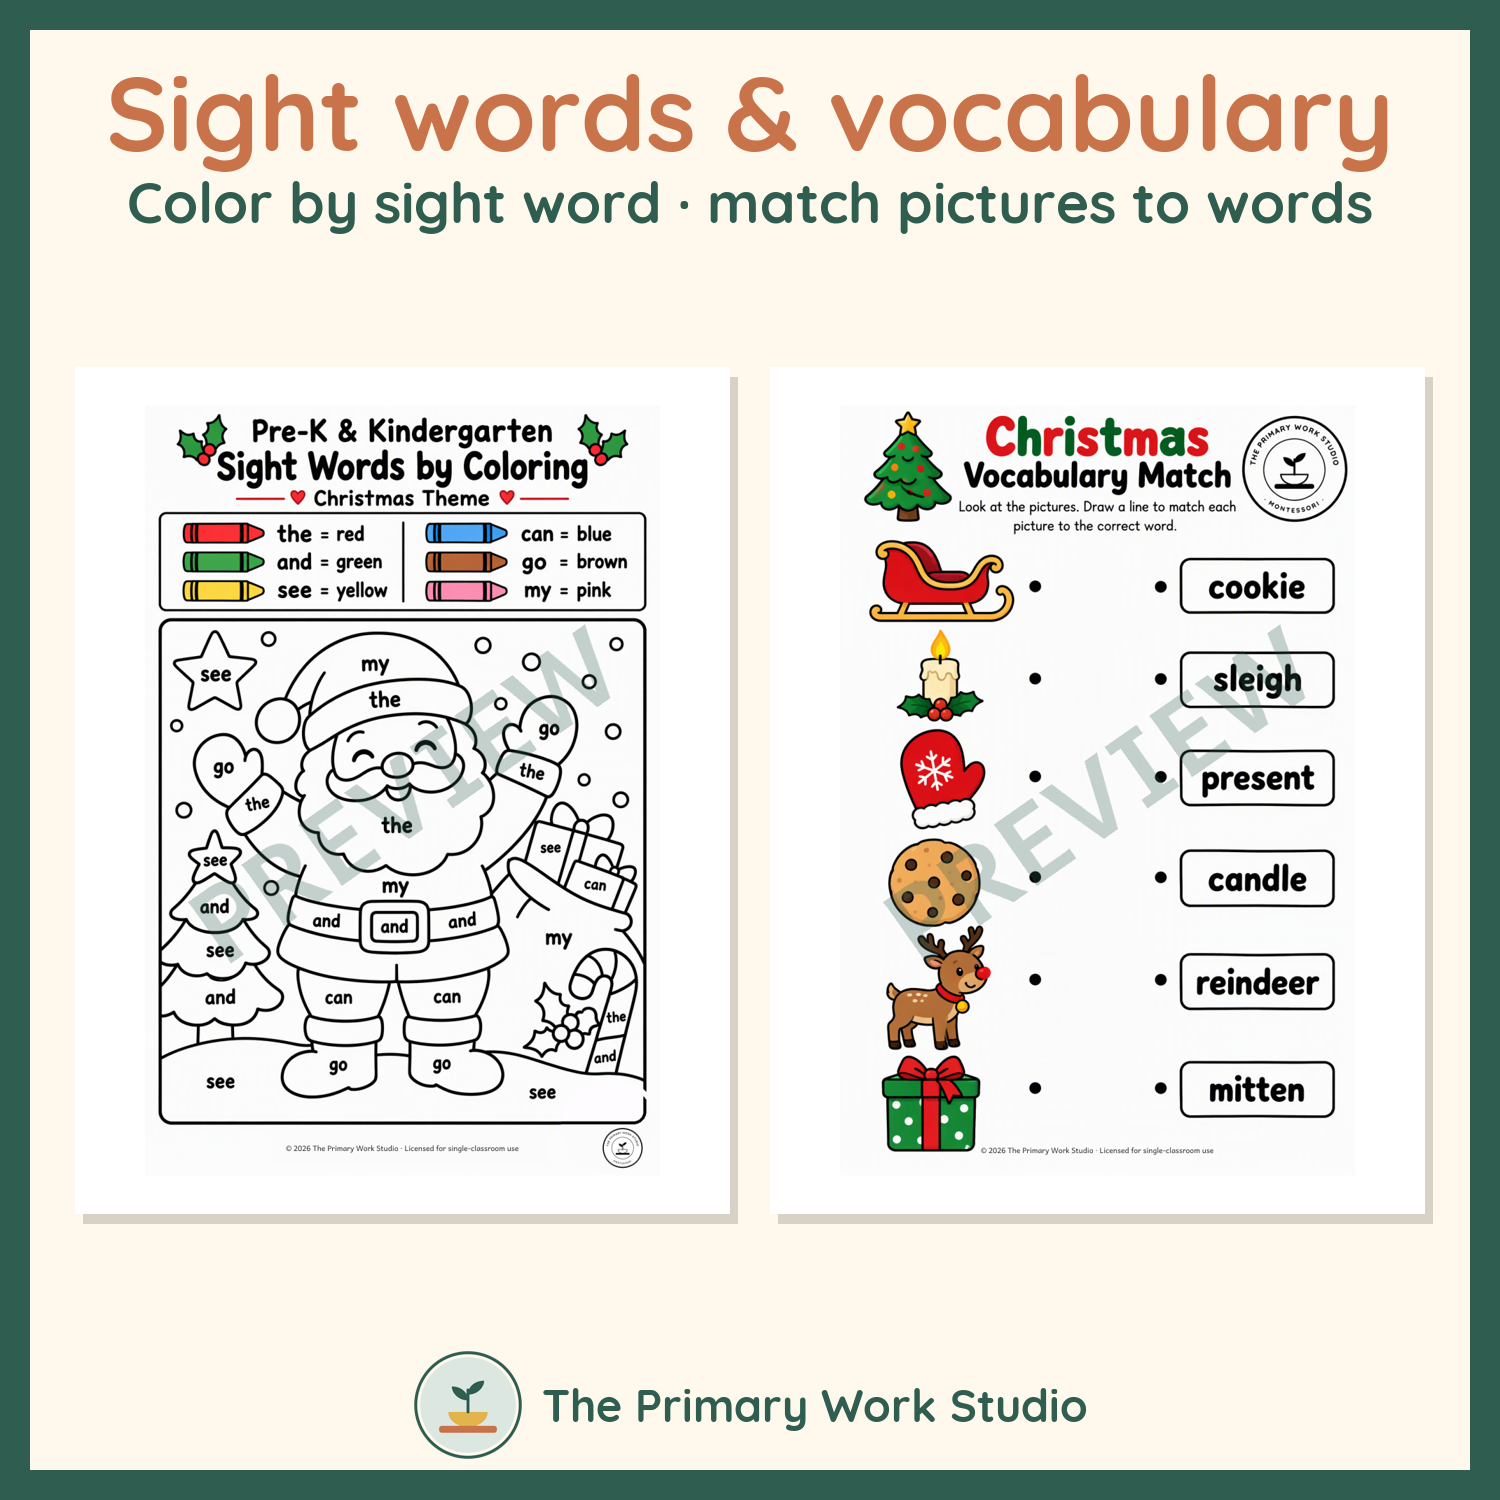 Sight words & vocabulary
Color by sight word · match pictures to words
Pre-K & Kindergarten
Sight Words by Coloring
Christmas Theme
the = red
can = blue
and = green
go = brown
see = yellow
my = pink
see
my
the
go
the
go
the
the
see
see
can
my
and
and
and
and
see
my
and
can
can
the
and
go
go
see
see
PREVIEW
© 2026 The Primary Work Studio · Licensed for single-classroom use
Christmas
Vocabulary Match
Look at the pictures. Draw a line to match each
picture to the correct word.
THE PRIMARY WORK STUDIO
· MONTESSORI ·
cookie
sleigh
present
candle
reindeer
mitten
PREVIEW
© 2026 The Primary Work Studio · Licensed for single-classroom use
The Primary Work Studio